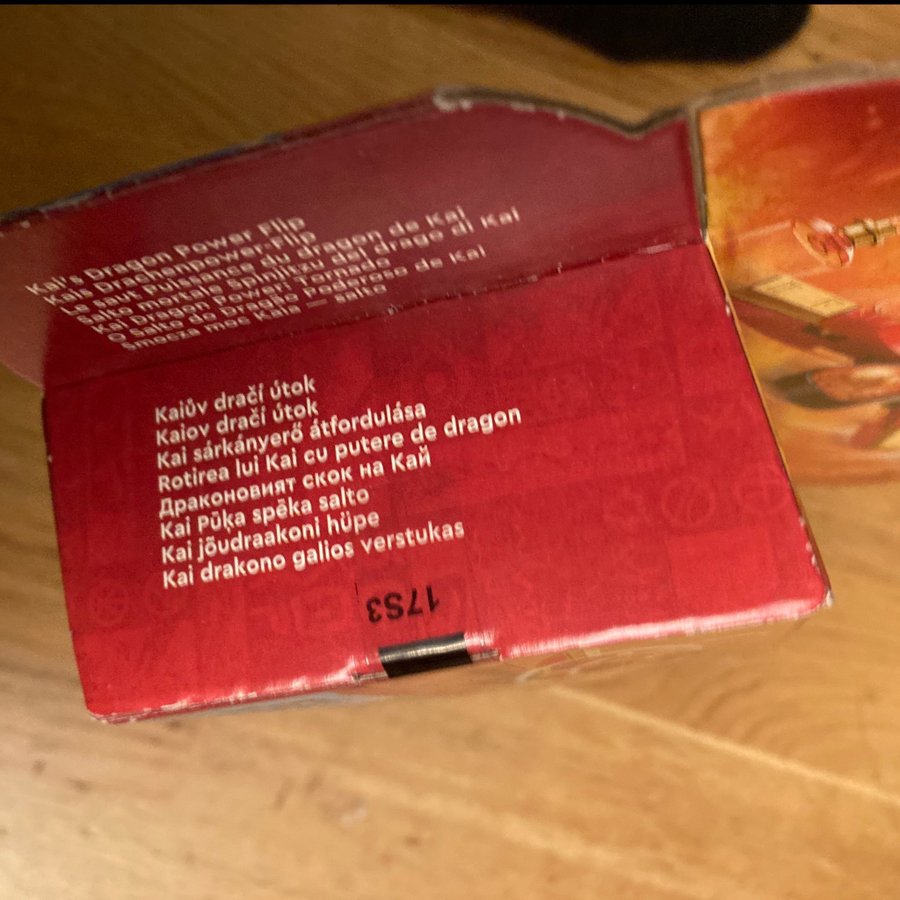 Kai's Dragon Power Flip
Kais Drachenpower-Flip
Le saut Puissance du dragon de Kai
Salto mortale Spinjitzu del drago di Kai
Kai Dragon Power: Tornado
O Salto do Dragão Poderoso de Kai
Smocza moc Kaia — salto
Kaiův dračí útok
Kaiov dračí útok
Kai sárkányerő átfordulása
Rotirea lui Kai cu putere de dragon
Драконовият скок на Кай
Kai Pūķa spēka salto
Kai jõudraakoni hüpe
Kai drakono galios verstukas
17S3